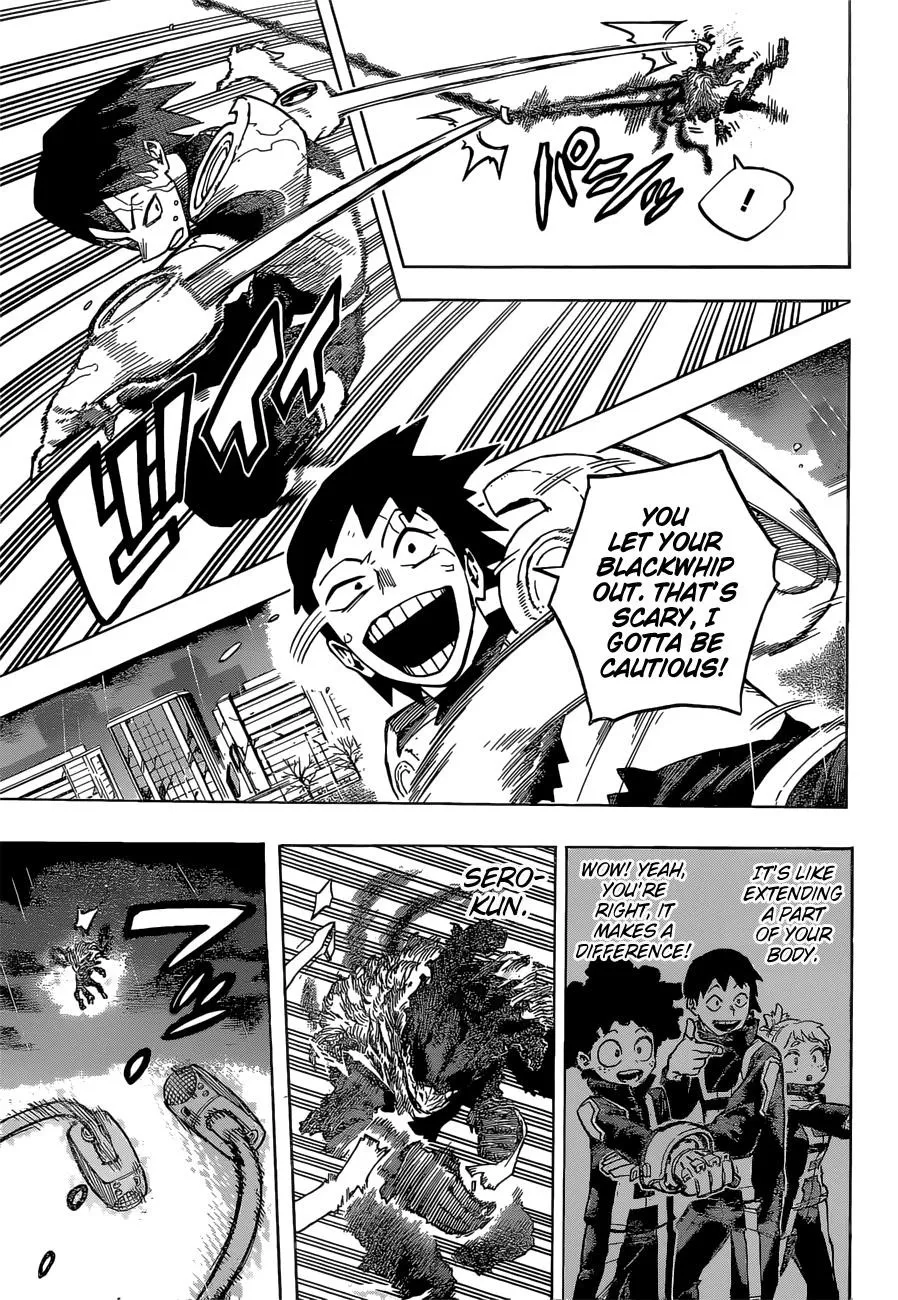 !
パシッ
ビイイ
YOU
LET YOUR
BLACKWHIP
OUT. THAT'S
SCARY, I
GOTTA BE
CAUTIOUS!
IT'S LIKE
EXTENDING
A PART
OF YOUR
BODY.
WOW! YEAH,
YOU'RE
RIGHT, IT
MAKES A
DIFFERENCE!
SERO-
KUN.